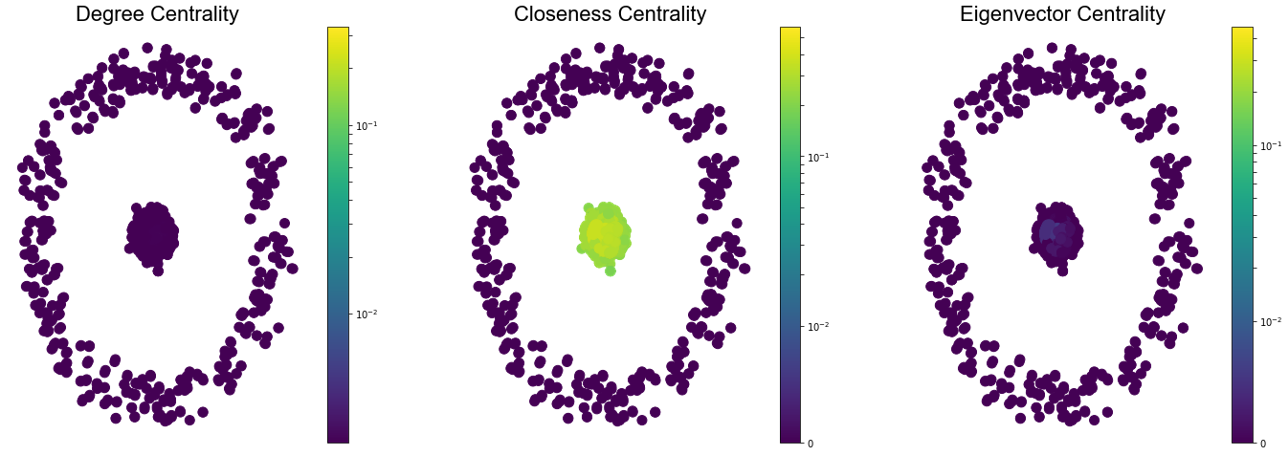 Degree Centrality
10⁻¹
10⁻²
Closeness Centrality
10⁻¹
10⁻²
0
Eigenvector Centrality
10⁻¹
10⁻²
0